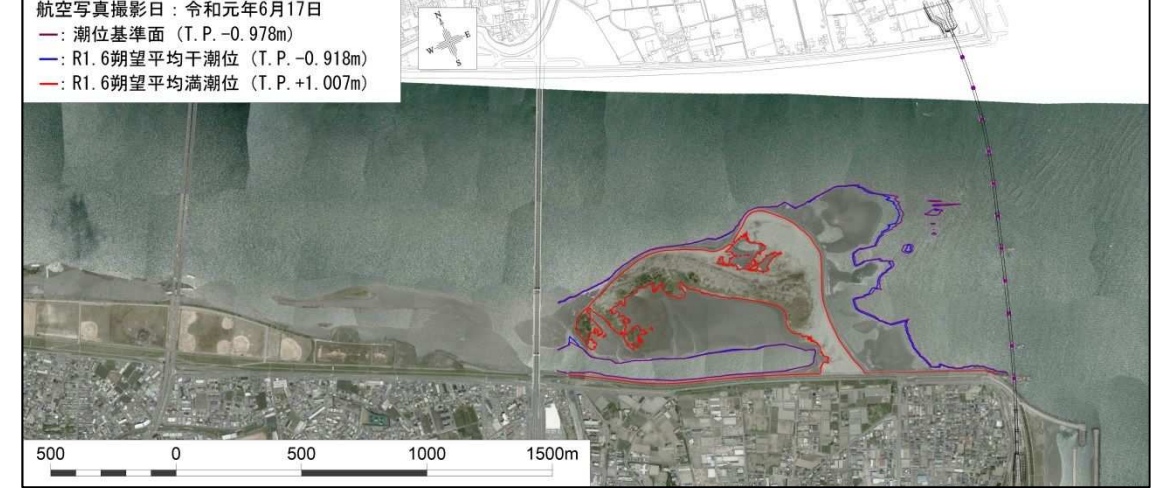 航空写真撮影日：令和元年6月17日
―：潮位基準面（T.P.-0.978m）
―：R1.6朔望平均干潮位（T.P.-0.918m）
―：R1.6朔望平均満潮位（T.P.+1.007m）
N
W E
S
500 0 500 1000 1500m